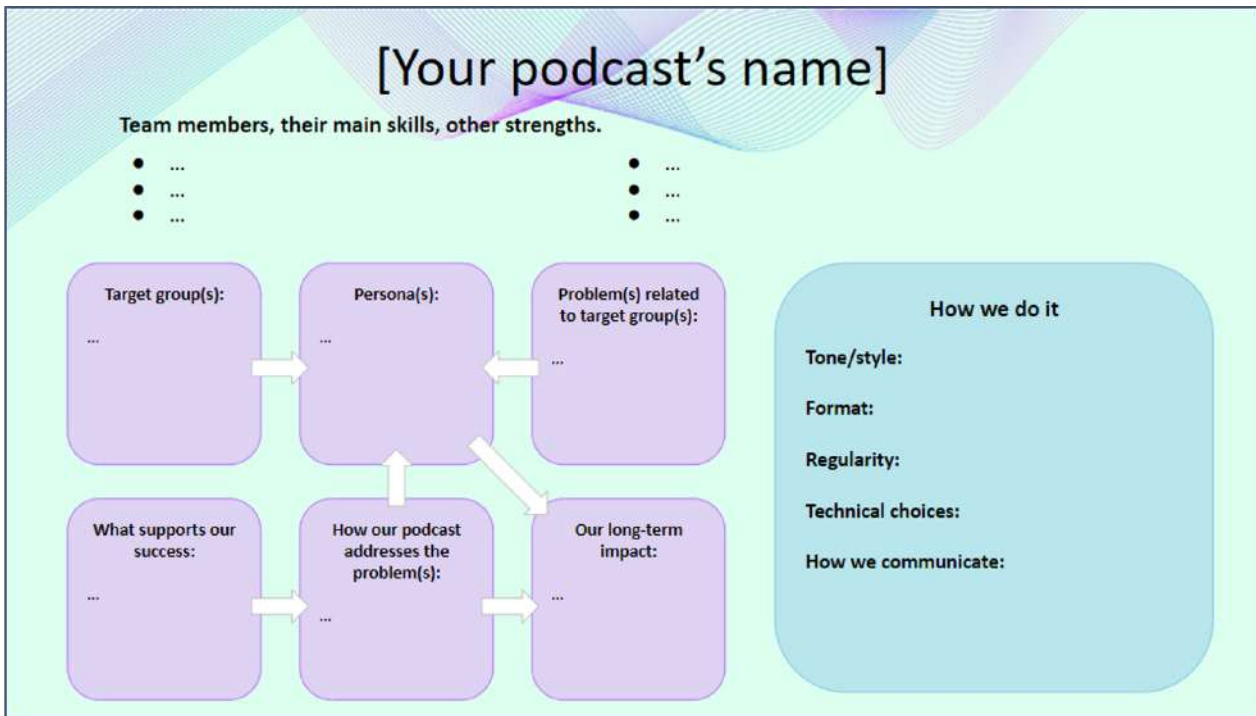 [Your podcast’s name]
Team members, their main skills, other strengths.
● ...
● ...
● ...
● ...
● ...
● ...
Target group(s):
...
Persona(s):
...
Problem(s) related
to target group(s):
...
What supports our
success:
...
How our podcast
addresses the
problem(s):
...
Our long-term
impact:
...
How we do it
Tone/style:
Format:
Regularity:
Technical choices:
How we communicate: